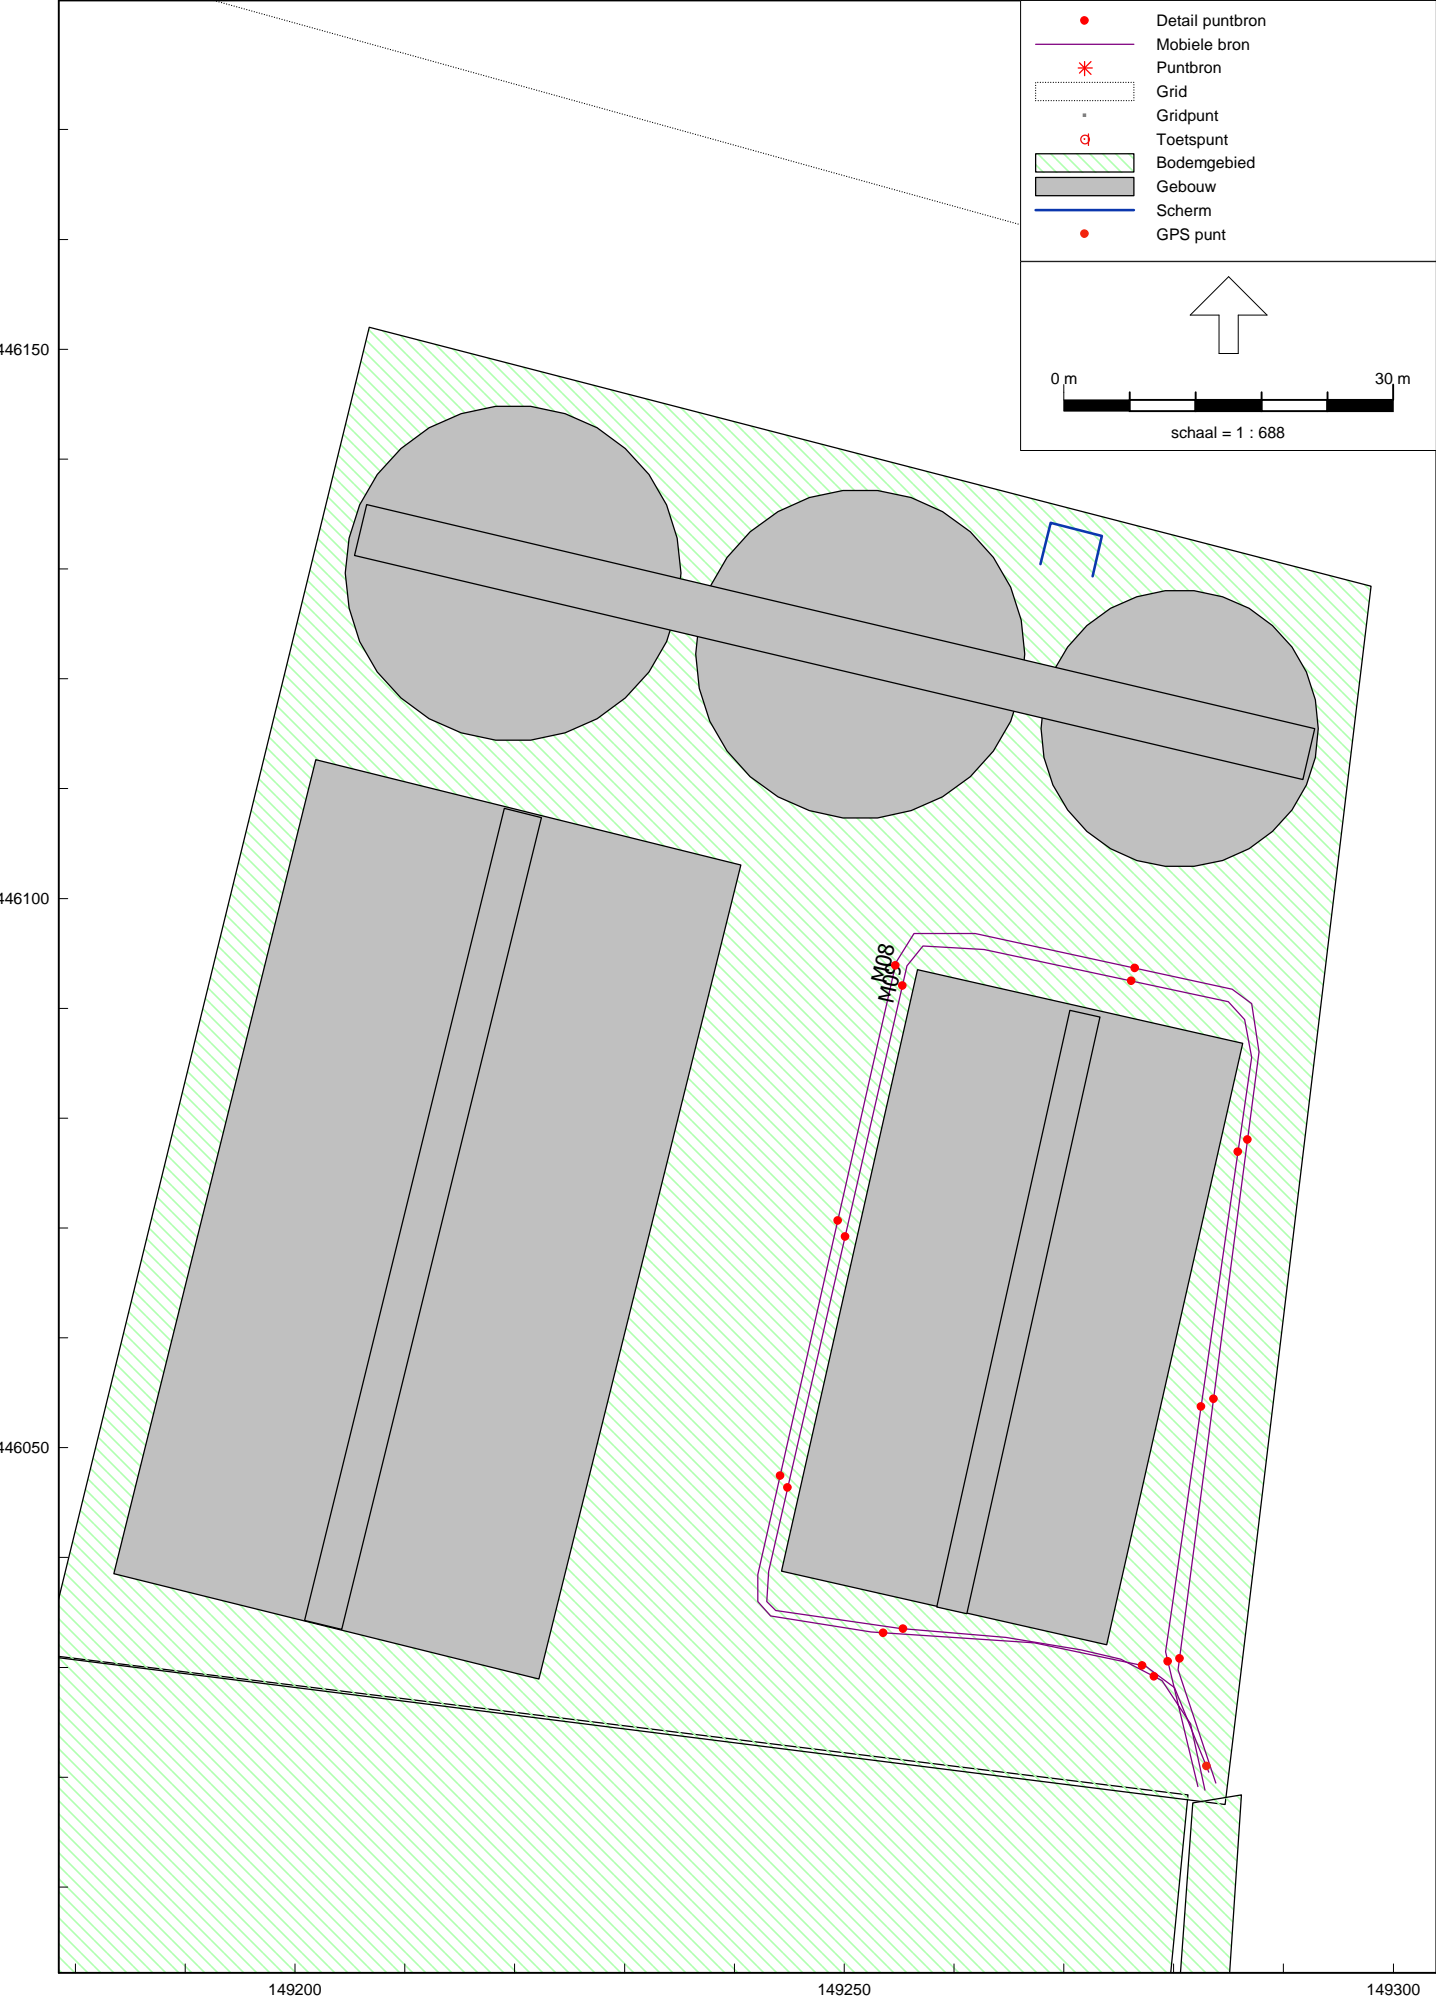 Detail puntbron
Mobiele bron
Puntbron
Grid
Gridpunt
Toetspunt
Bodemgebied
Gebouw
Scherm
GPS punt
0 m 30 m
schaal = 1 : 688
446150
446100
M08
446050
149200 149250 149300